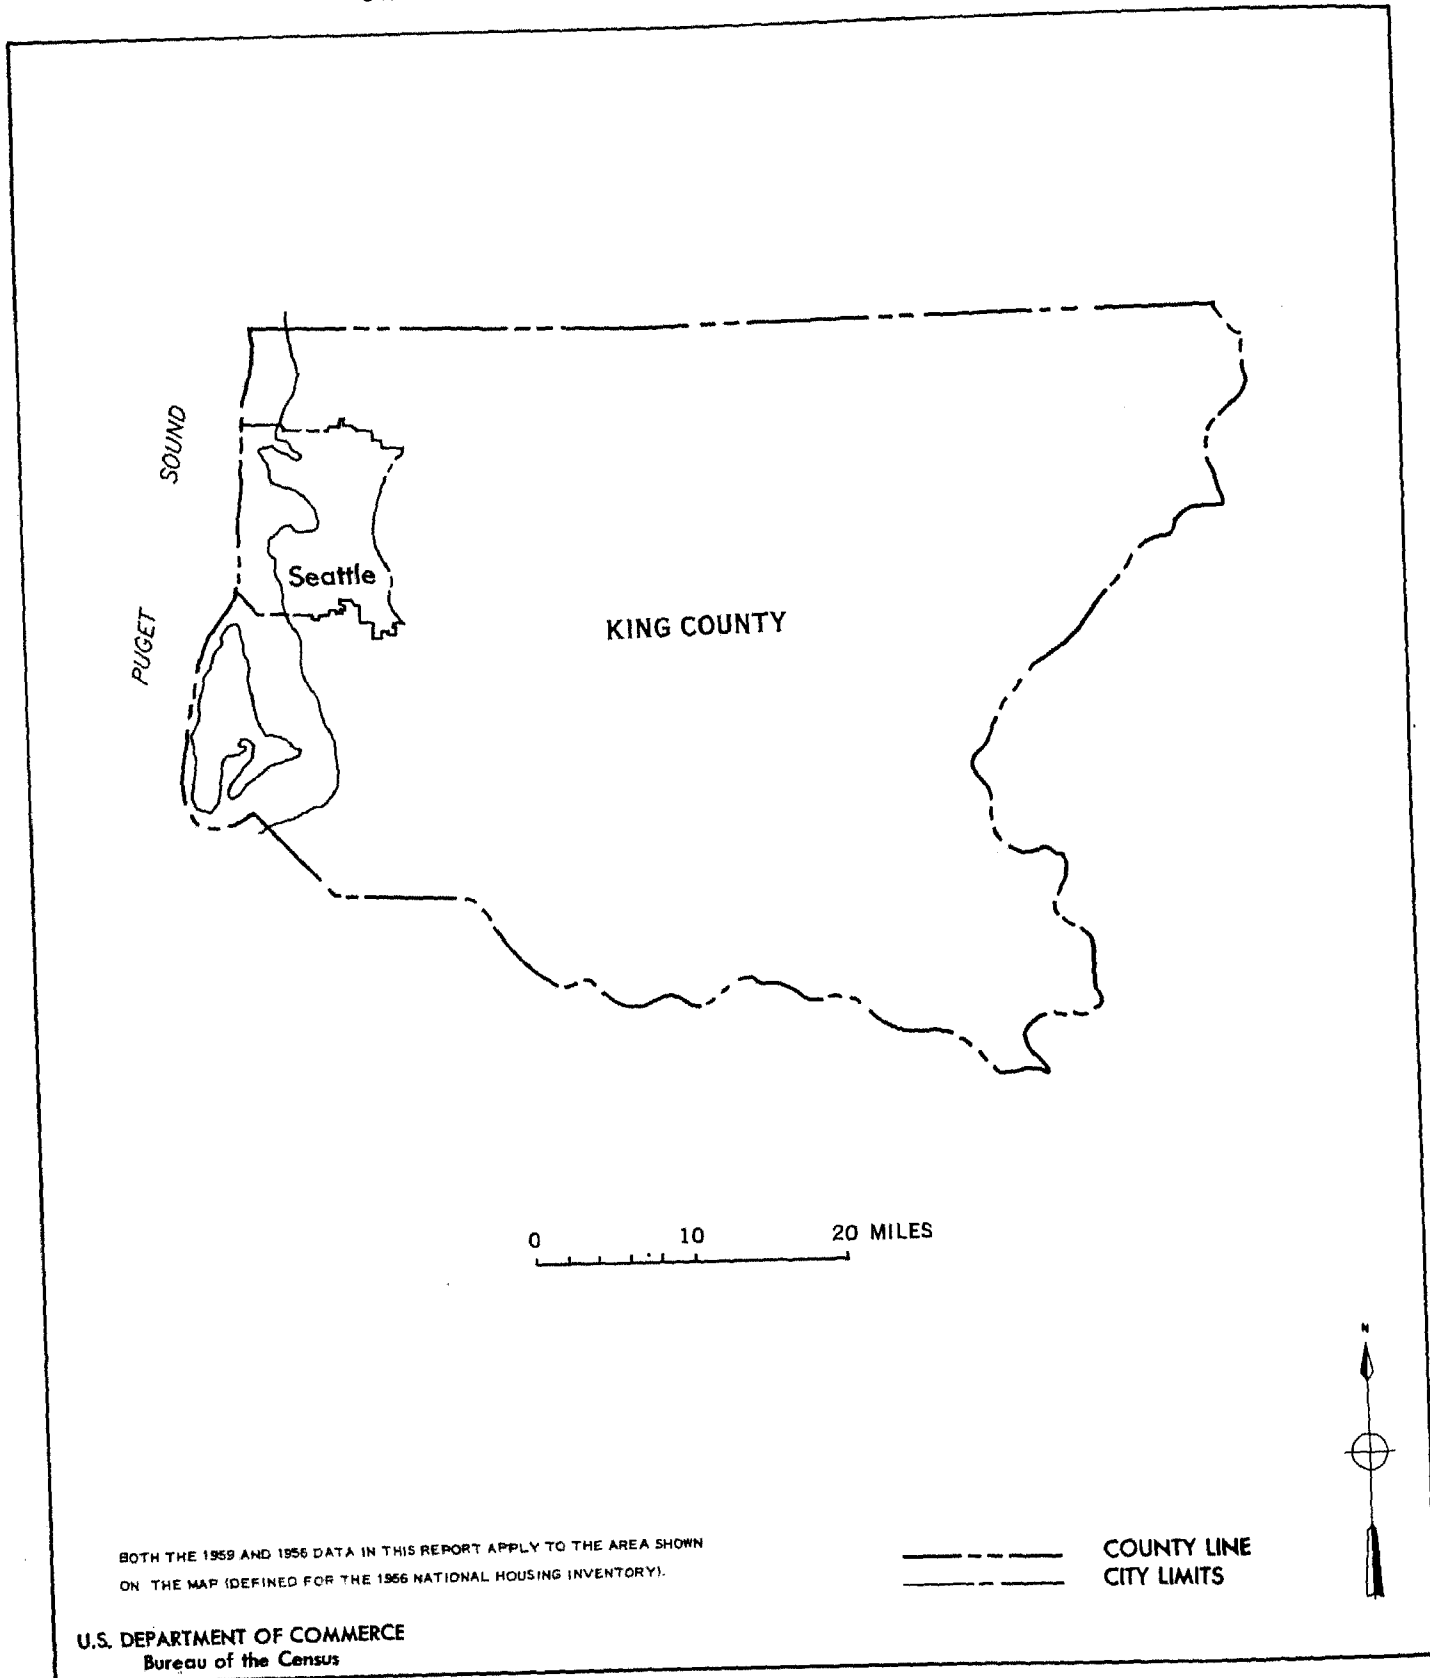 SOUND
Seattle
PUGET
KING COUNTY
0 10 20 MILES
N
BOTH THE 1959 AND 1956 DATA IN THIS REPORT APPLY TO THE AREA SHOWN
ON THE MAP (DEFINED FOR THE 1956 NATIONAL HOUSING INVENTORY).
COUNTY LINE
CITY LIMITS
U.S. DEPARTMENT OF COMMERCE
Bureau of the Census